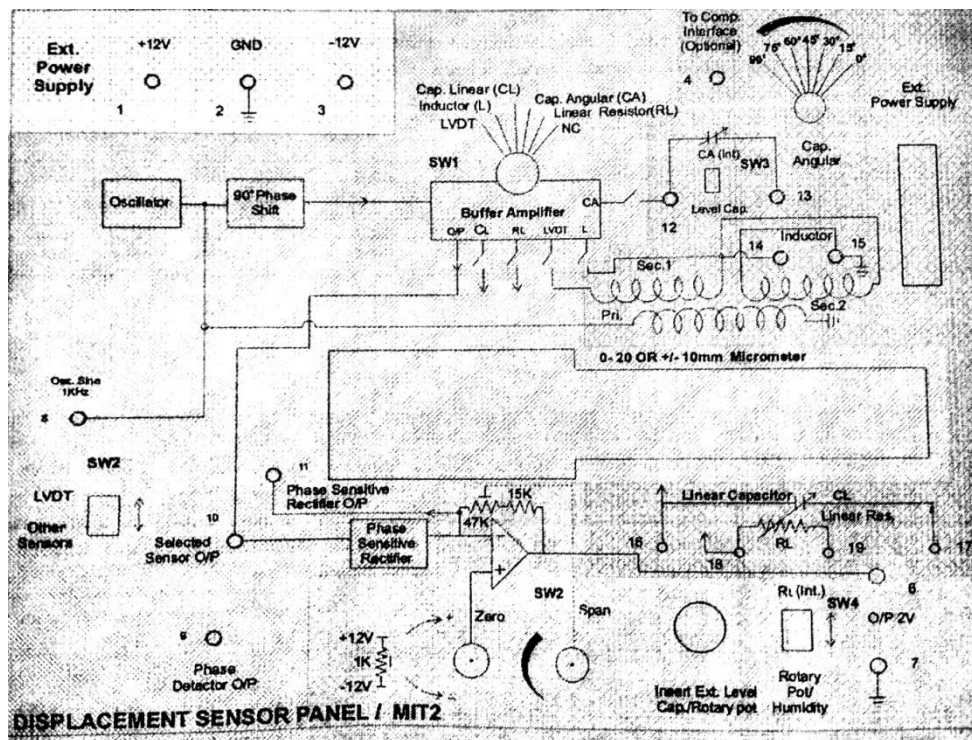 Ext. Power Supply
+12V
GND
-12V
1
2
3
To Comp. Interface (Optional)
4
90°
75°
60°
45°
30°
15°
0°
Cap. Linear (CL)
Inductor (L)
LVDT
Cap. Angular (CA)
Linear Resistor(RL)
NC
Ext. Power Supply
SW1
CA (Int)
SW3
Cap. Angular
Level Cap.
12
13
Oscillator
90° Phase Shift
Buffer Amplifier
CA
O/P
CL
RL
LVDT
L
14
Inductor
15
Sec.1
Sec.2
Pri.
0- 20 OR +/- 10mm Micrometer
Osc. Sine 1KHz
8
SW2
LVDT
Other Sensors
11
Phase Sensitive Rectifier O/P
10
Selected Sensor O/P
Phase Sensitive Rectifier
47K
15K
-
+
Linear Capacitor
CL
Linear Res.
RL
16
18
19
17
6
SW2
Zero
Span
RL (Int.)
SW4
O/P 2V
7
9
Phase Detector O/P
+12V
1K
-12V
+
-
Insert Ext. Level Cap./Rotary pot
Rotary Pot/ Humidity
DISPLACEMENT SENSOR PANEL / MIT2